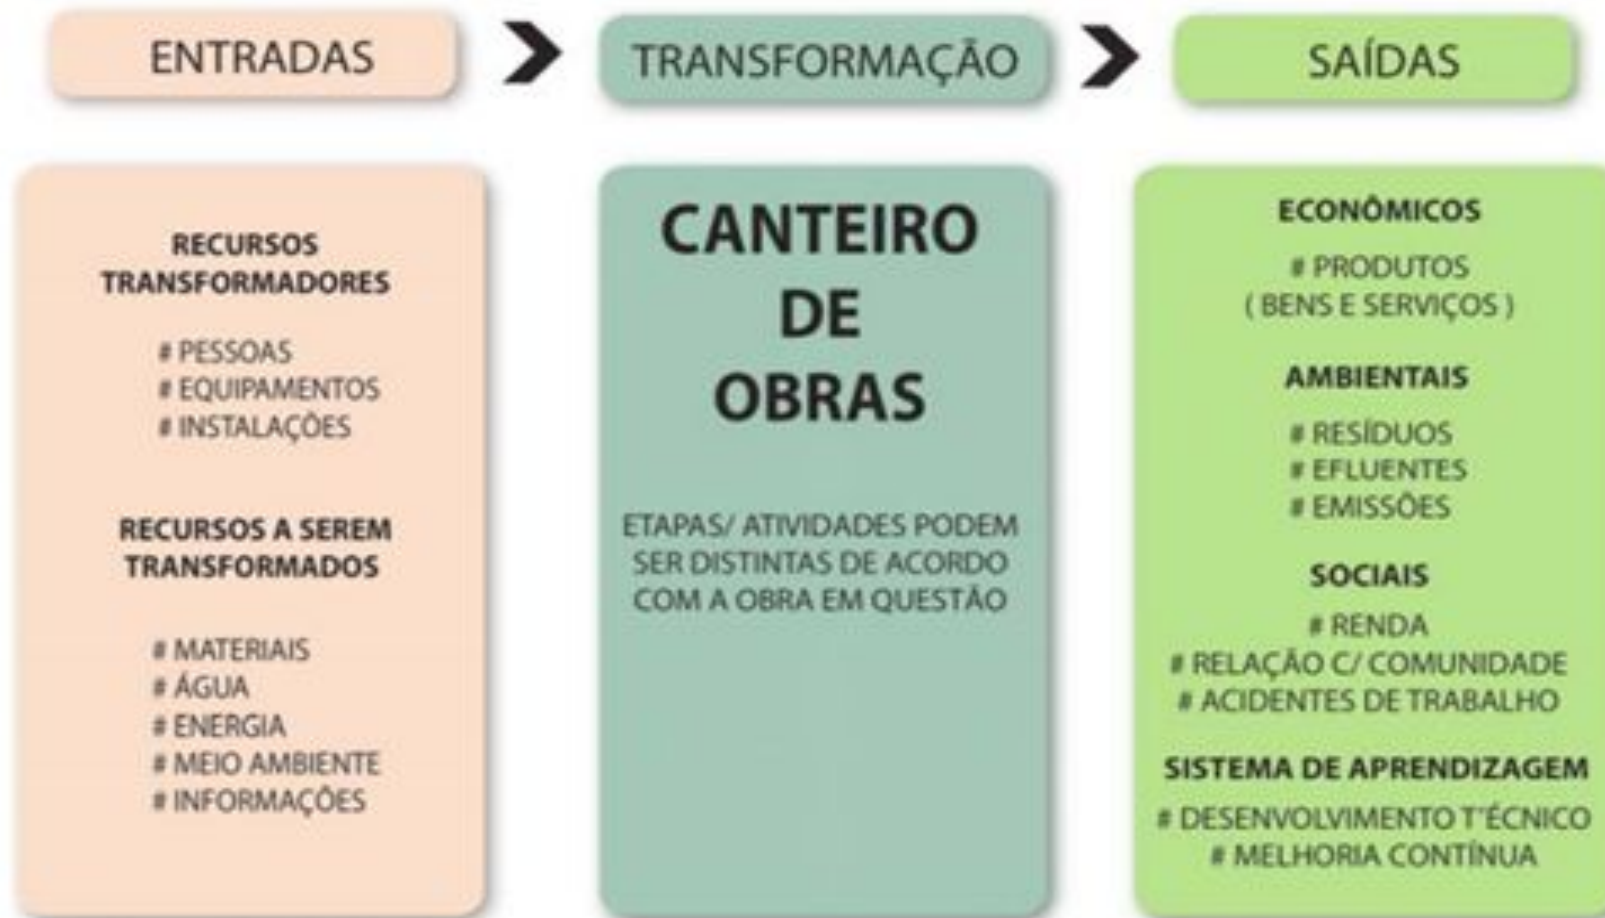 ENTRADAS
TRANSFORMAÇÃO
SAÍDAS
RECURSOS
TRANSFORMADORES
# PESSOAS
# EQUIPAMENTOS
# INSTALAÇÕES
RECURSOS A SEREM
TRANSFORMADOS
# MATERIAIS
# ÁGUA
# ENERGIA
# MEIO AMBIENTE
# INFORMAÇÕES
CANTEIRO
DE
OBRAS
ETAPAS/ ATIVIDADES PODEM
SER DISTINTAS DE ACORDO
COM A OBRA EM QUESTÃO
ECONÔMICOS
# PRODUTOS
( BENS E SERVIÇOS )
AMBIENTAIS
# RESÍDUOS
# EFLUENTES
# EMISSÕES
SOCIAIS
# RENDA
# RELAÇÃO C/ COMUNIDADE
# ACIDENTES DE TRABALHO
SISTEMA DE APRENDIZAGEM
# DESENVOLVIMENTO T'ÉCNICO
# MELHORIA CONTÍNUA